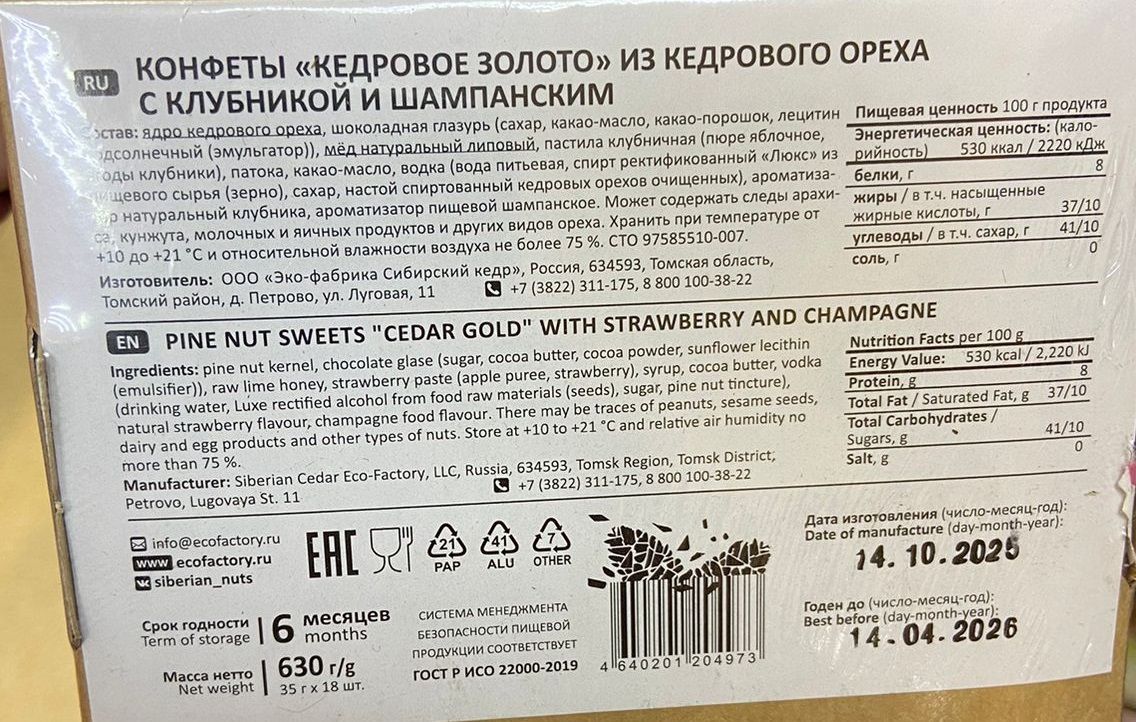 RU
КОНФЕТЫ «КЕДРОВОЕ ЗОЛОТО» ИЗ КЕДРОВОГО ОРЕХА
С КЛУБНИКОЙ И ШАМПАНСКИМ
Состав: ядро кедрового ореха, шоколадная глазурь (сахар, какао-масло, какао-порошок, лецитин
подсолнечный (эмульгатор)), мёд натуральный липовый, пастила клубничная (пюре яблочное,
ягоды клубники), патока, какао-масло, водка (вода питьевая, спирт ректификованный «Люкс» из
пищевого сырья (зерно), сахар, настой спиртованный кедровых орехов очищенных), ароматиза-
тор натуральный клубника, ароматизатор пищевой шампанское. Может содержать следы арахи-
са, кунжута, молочных и яичных продуктов и других видов ореха. Хранить при температуре от
+10 до +21 °С и относительной влажности воздуха не более 75 %. СТО 97585510-007.
Изготовитель: ООО «Эко-фабрика Сибирский кедр», Россия, 634593, Томская область,
Томский район, д. Петрово, ул. Луговая, 11 +7 (3822) 311-175, 8 800 100-38-22
Пищевая ценность 100 г продукта
Энергетическая ценность: (кало-
рийность) 530 ккал / 2220 кДж
белки, г 8
жиры / в т.ч. насыщенные
жирные кислоты, г 37/10
углеводы / в т.ч. сахар, г 41/10
соль, г 0
EN
PINE NUT SWEETS "CEDAR GOLD" WITH STRAWBERRY AND CHAMPAGNE
Ingredients: pine nut kernel, chocolate glase (sugar, cocoa butter, cocoa powder, sunflower lecithin
(emulsifier)), raw lime honey, strawberry paste (apple puree, strawberry), syrup, cocoa butter, vodka
(drinking water, Luxe rectified alcohol from food raw materials (seeds), sugar, pine nut tincture),
natural strawberry flavour, champagne food flavour. There may be traces of peanuts, sesame seeds,
dairy and egg products and other types of nuts. Store at +10 to +21 °C and relative air humidity no
more than 75 %.
Manufacturer: Siberian Cedar Eco-Factory, LLC, Russia, 634593, Tomsk Region, Tomsk District,
Petrovo, Lugovaya St. 11 +7 (3822) 311-175, 8 800 100-38-22
Nutrition Facts per 100 g
Energy Value: 530 kcal / 2,220 kJ
Protein, g 8
Total Fat / Saturated Fat, g 37/10
Total Carbohydrates /
Sugars, g 41/10
Salt, g 0
info@ecofactory.ru
www ecofactory.ru
siberian_nuts
EAC
21
PAP
41
ALU
7
OTHER
Срок годности
Term of storage
6 месяцев
months
Масса нетто
Net weight
630 г/g
35 г х 18 шт.
СИСТЕМА МЕНЕДЖМЕНТА
БЕЗОПАСНОСТИ ПИЩЕВОЙ
ПРОДУКЦИИ СООТВЕТСТВУЕТ
ГОСТ Р ИСО 22000-2019
4 640201 204973
Дата изготовления (число-месяц-год):
Date of manufacture (day-month-year):
14.10.2025
Годен до (число-месяц-год):
Best before (day-month-year):
14.04.2026